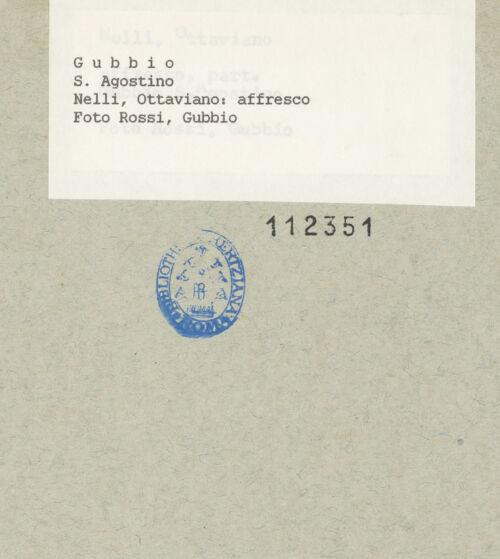 G u b b i o
S. Agostino
Nelli, Ottaviano: affresco
Foto Rossi, Gubbio
112351